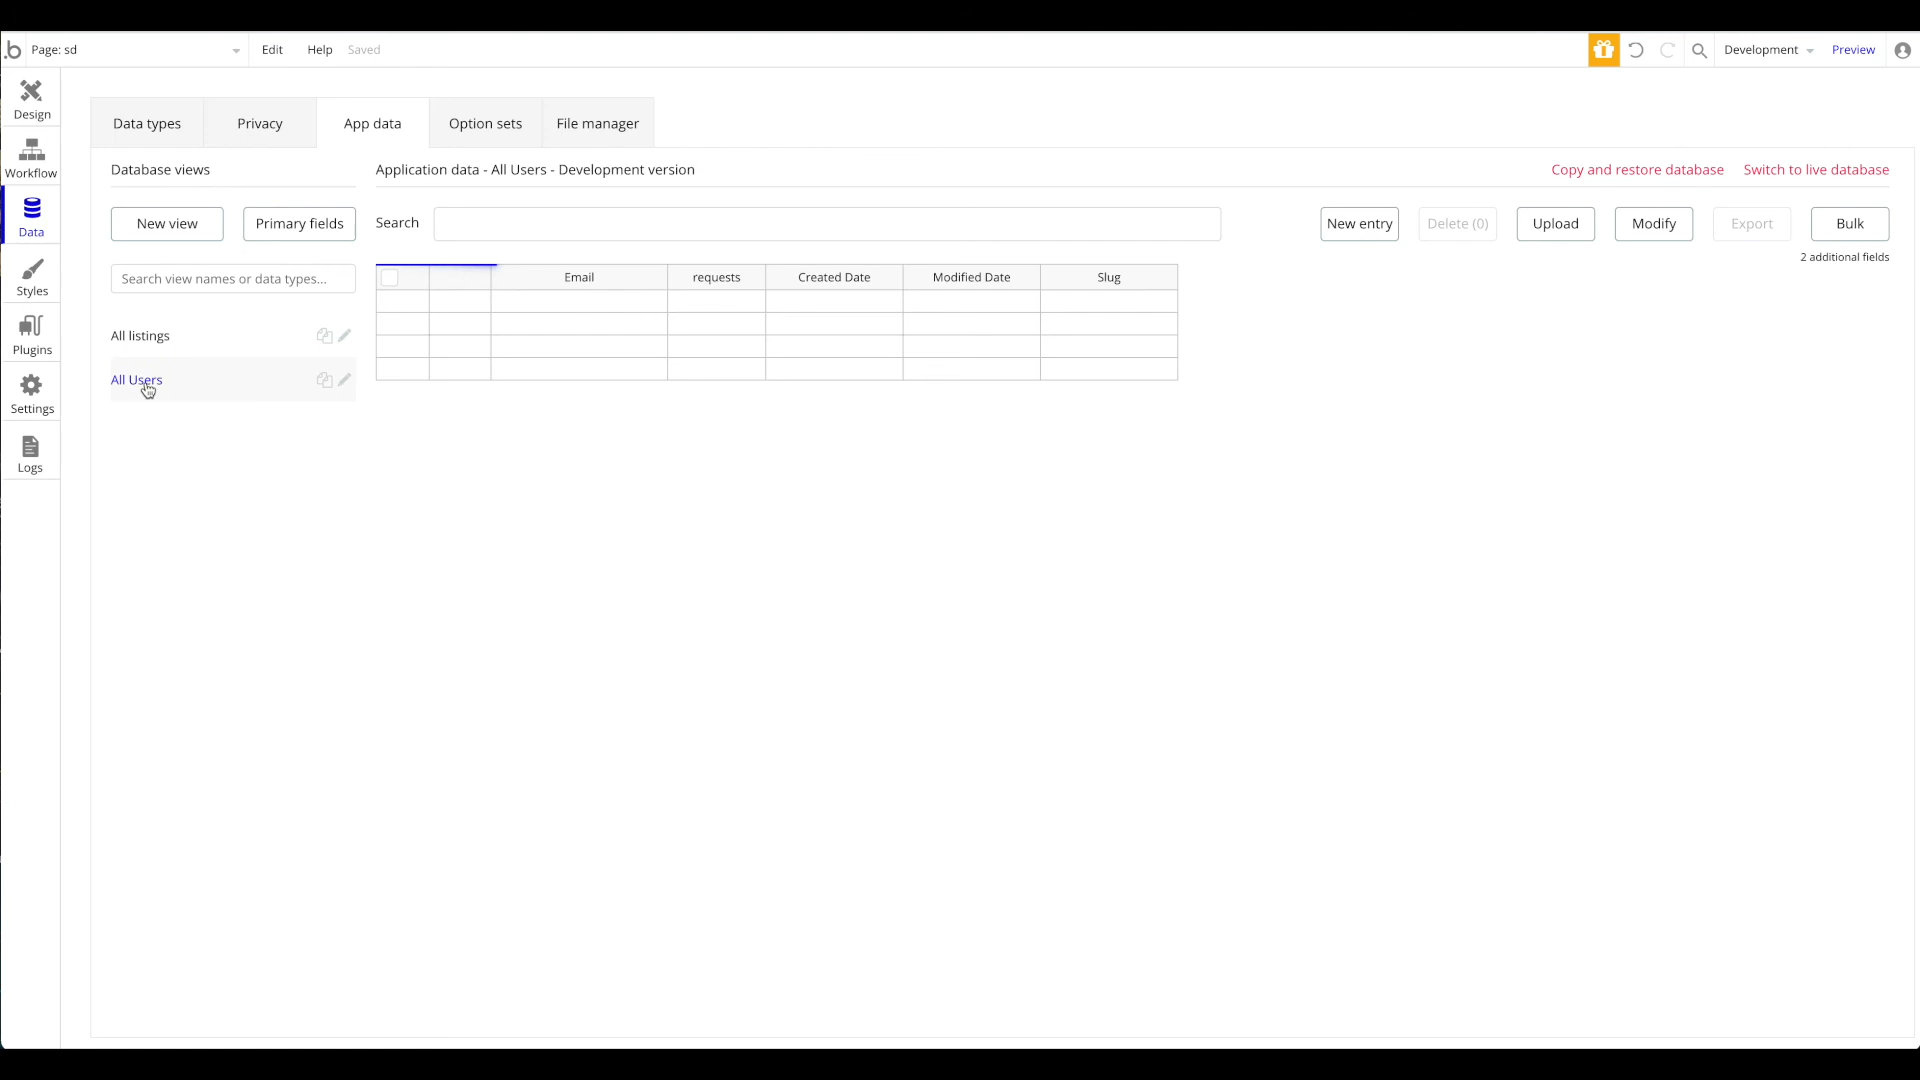 .b Page: sd Edit Help Saved Development Preview
Design
Workflow
Data
Styles
Plugins
Settings
Logs
Data types Privacy App data Option sets File manager
Database views
New view Primary fields
Search view names or data types...
All listings
All Users
Application data - All Users - Development version Copy and restore database Switch to live database
Search New entry Delete (0) Upload Modify Export Bulk
2 additional fields
Email requests Created Date Modified Date Slug